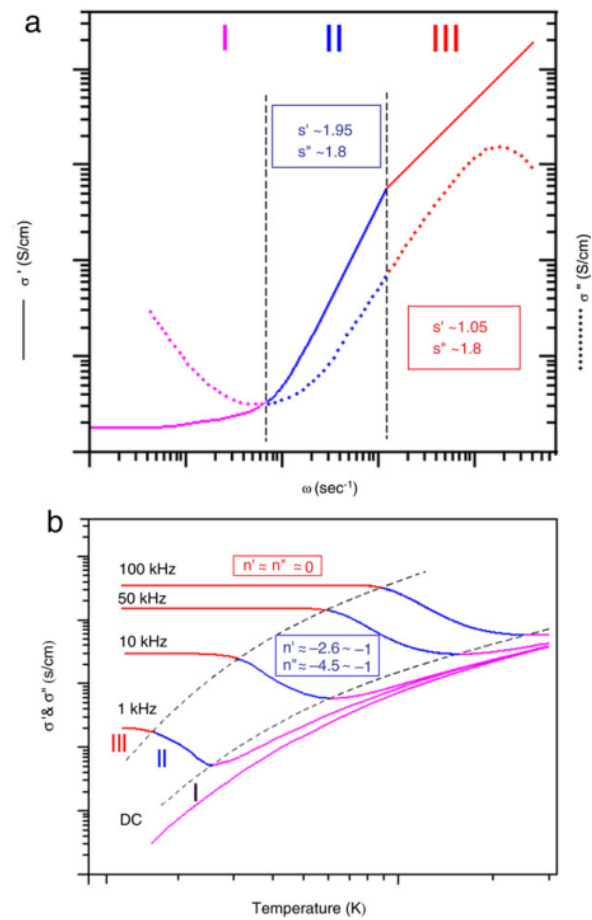 a
I II III
s' ~1.95
s" ~1.8
s' ~1.05
s" ~1.8
σ' (S/cm)
σ" (S/cm)
ω (sec⁻¹)
b
100 kHz
n' ≈ n" ≈ 0
50 kHz
n' ≈ −2.6 ~ −1
n" ≈ −4.5 ~ −1
10 kHz
1 kHz
III
II
I
DC
σ'& σ" (s/cm)
Temperature (K)